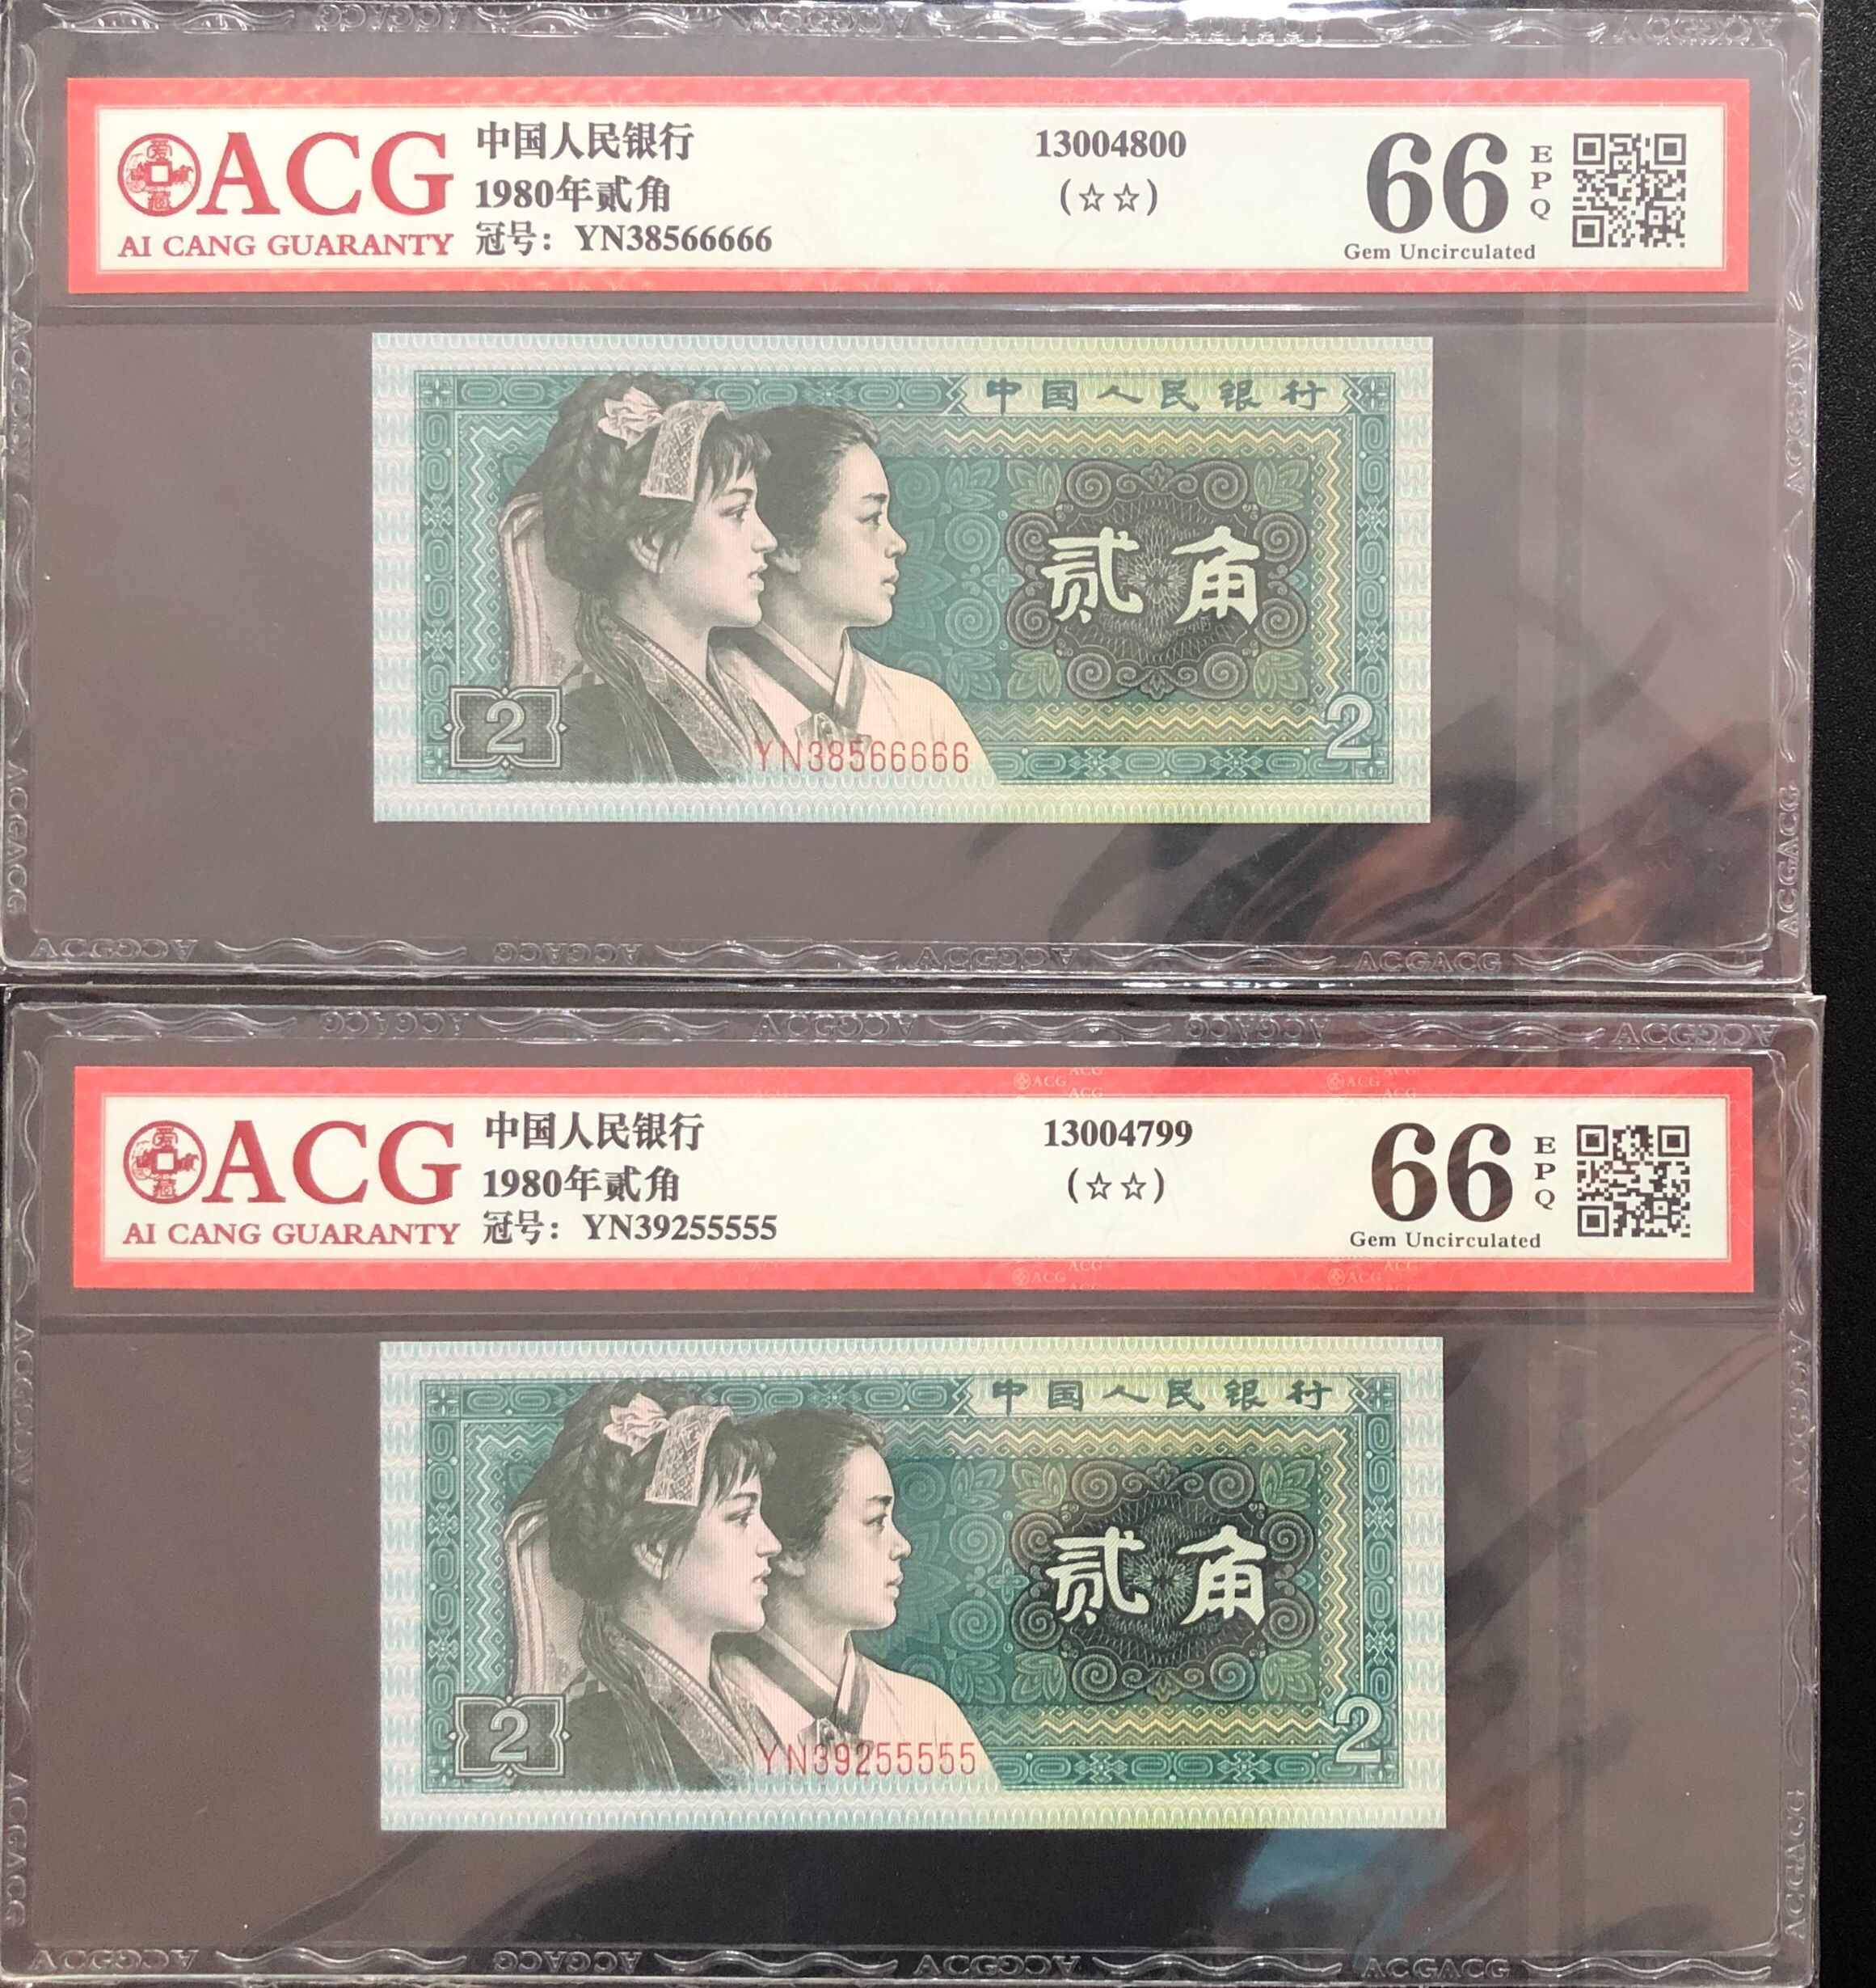 ACG
AI CANG GUARANTY
中国人民银行
1980年贰角
冠号：YN38566666
13004800
(☆☆)
66
EPQ
Gem Uncirculated
中国人民银行
贰角
2
2
YN38566666
ACGACG
ACG
AI CANG GUARANTY
中国人民银行
1980年贰角
冠号：YN39255555
13004799
(☆☆)
66
EPQ
Gem Uncirculated
中国人民银行
贰角
2
2
YN39255555
ACGACG